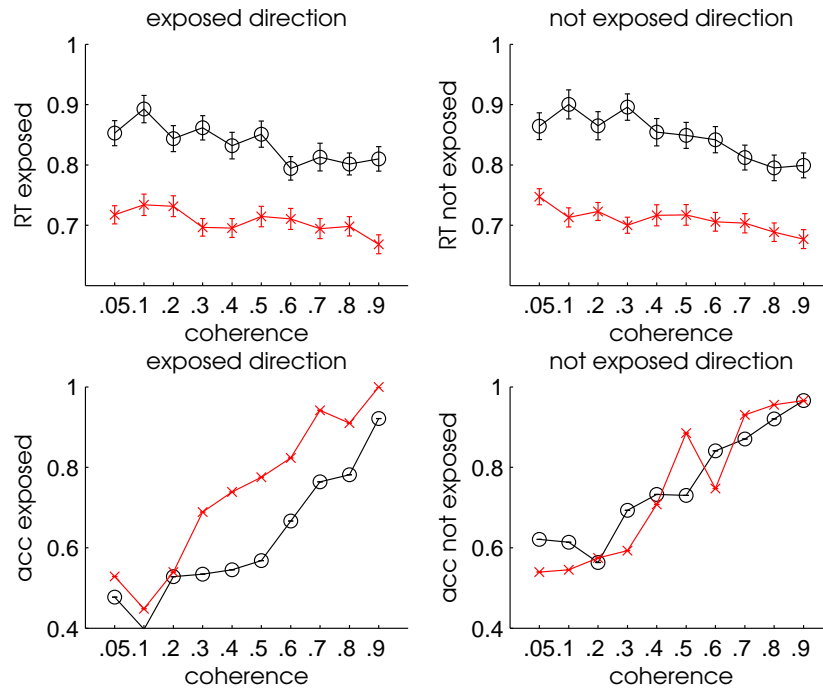 exposed direction
1
0.9
0.8
0.7
RT exposed
.05 .1 .2 .3 .4 .5 .6 .7 .8 .9
coherence
not exposed direction
1
0.9
0.8
0.7
RT not exposed
.05 .1 .2 .3 .4 .5 .6 .7 .8 .9
coherence
exposed direction
1
0.8
0.6
0.4
acc exposed
.05 .1 .2 .3 .4 .5 .6 .7 .8 .9
coherence
not exposed direction
1
0.8
0.6
0.4
acc not exposed
.05 .1 .2 .3 .4 .5 .6 .7 .8 .9
coherence